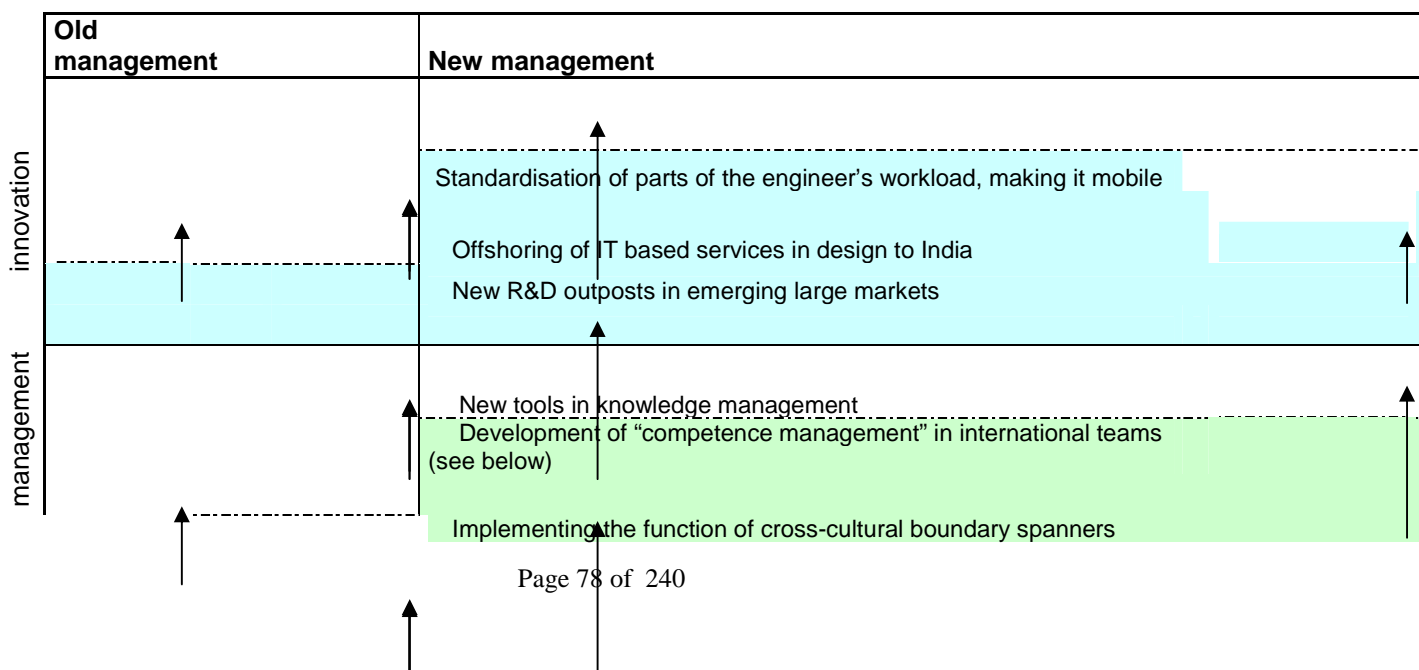 Old
management
New management
innovation
Standardisation of parts of the engineer’s workload, making it mobile
Offshoring of IT based services in design to India
New R&D outposts in emerging large markets
management
New tools in knowledge management
Development of “competence management” in international teams
(see below)
Implementing the function of cross-cultural boundary spanners
Page 78 of 240